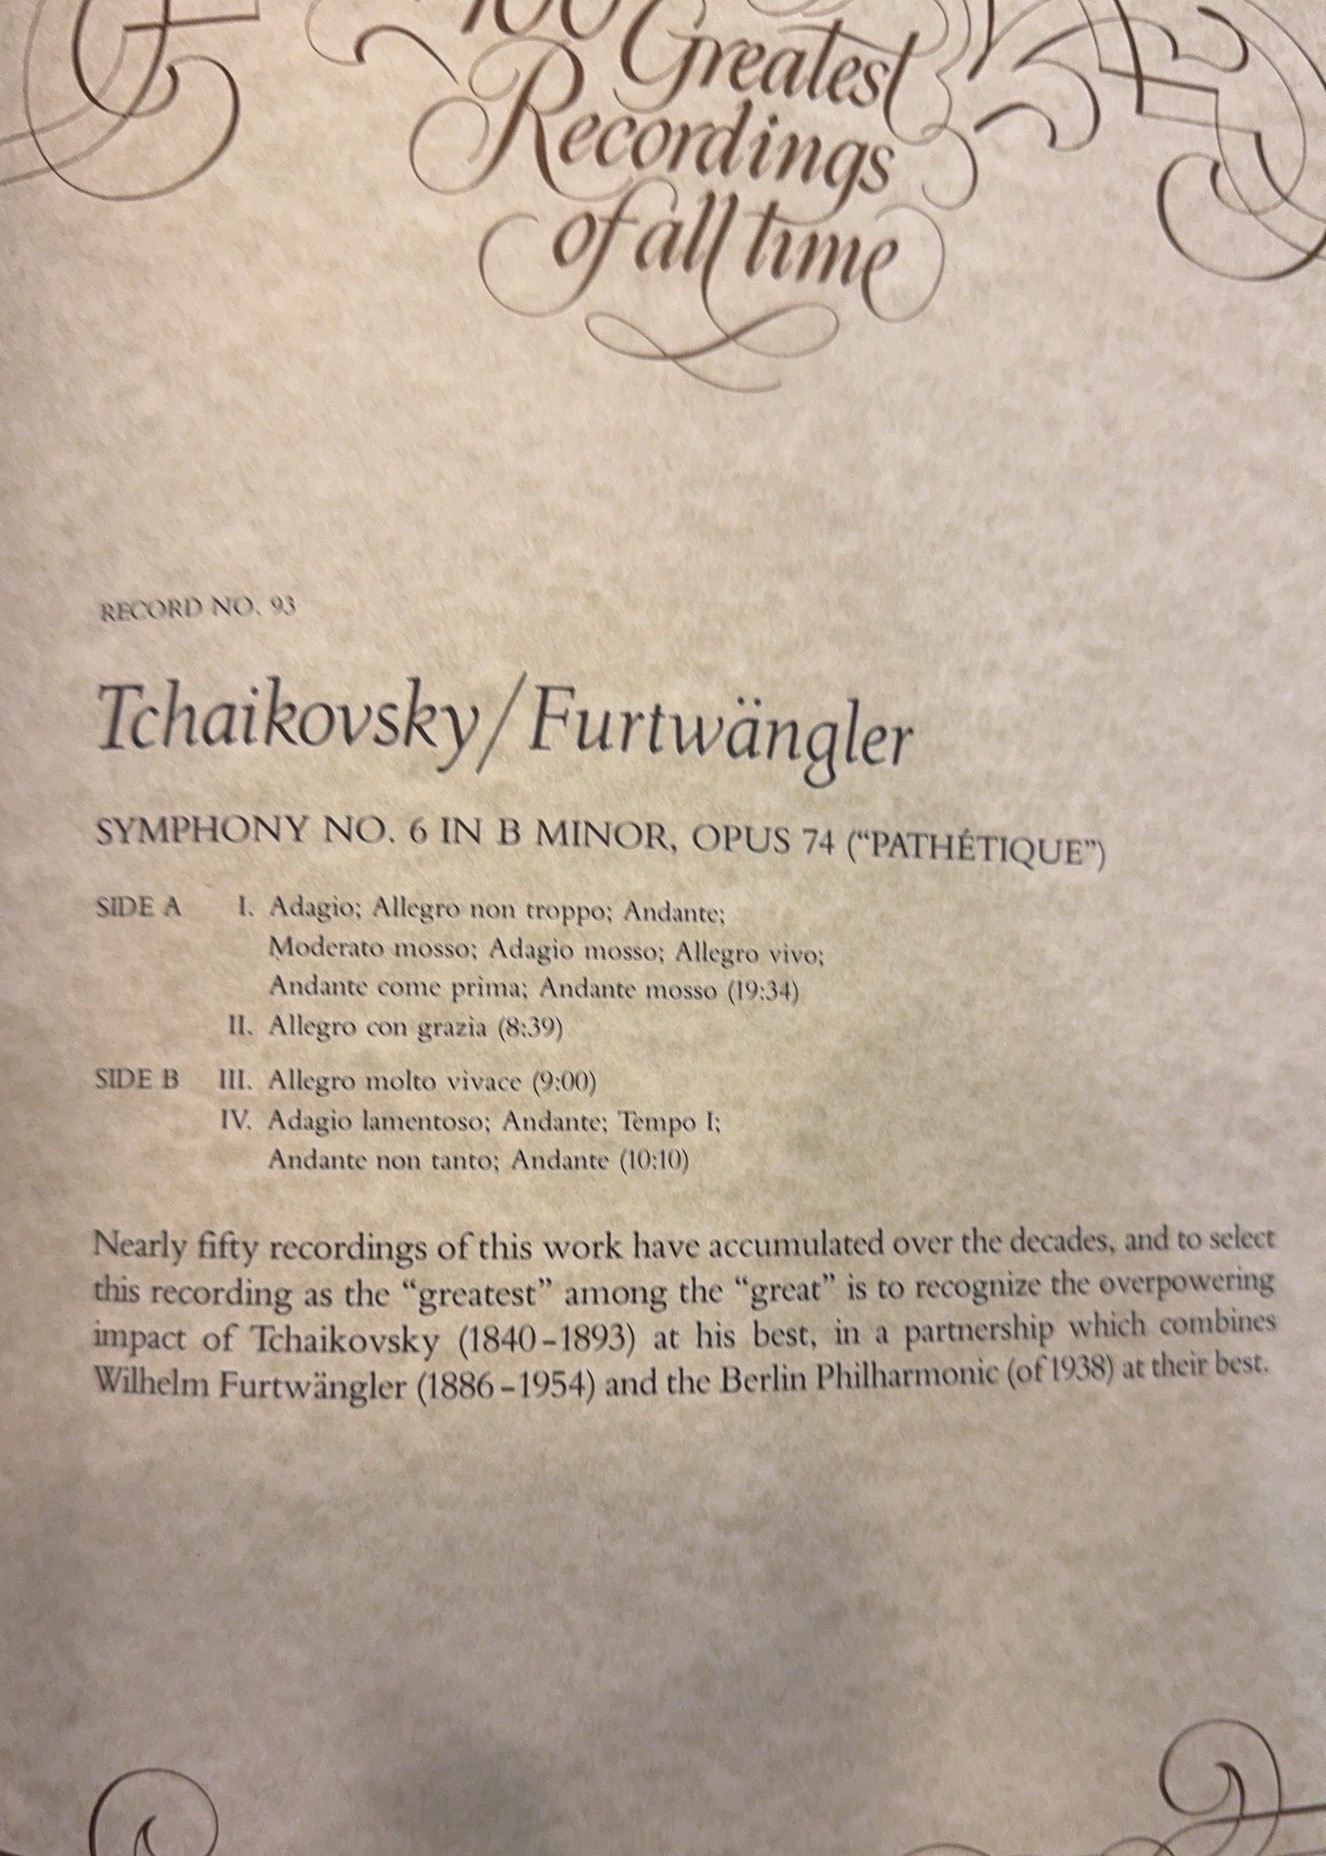 100 Greatest
Recordings
of all time
RECORD NO. 93
Tchaikovsky/Furtwängler
SYMPHONY NO. 6 IN B MINOR, OPUS 74 (“PATHÉTIQUE”)
SIDE A I. Adagio; Allegro non troppo; Andante;
Moderato mosso; Adagio mosso; Allegro vivo;
Andante come prima; Andante mosso (19:34)
II. Allegro con grazia (8:39)
SIDE B III. Allegro molto vivace (9:00)
IV. Adagio lamentoso; Andante; Tempo I;
Andante non tanto; Andante (10:10)
Nearly fifty recordings of this work have accumulated over the decades, and to select
this recording as the “greatest” among the “great” is to recognize the overpowering
impact of Tchaikovsky (1840–1893) at his best, in a partnership which combines
Wilhelm Furtwängler (1886–1954) and the Berlin Philharmonic (of 1938) at their best.